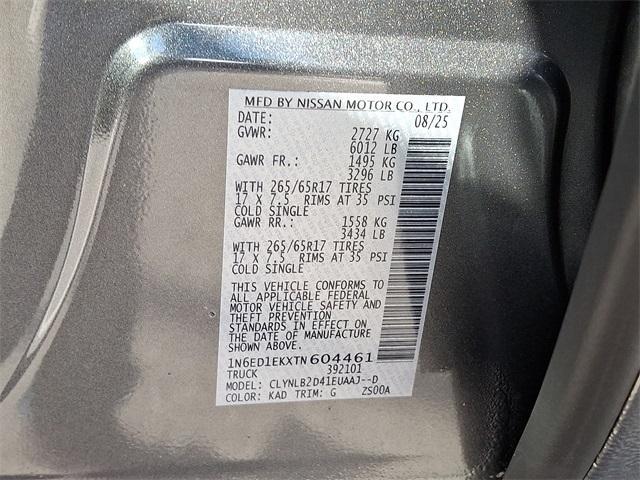 MFD BY NISSAN MOTOR CO., LTD.
DATE: 08/25
GVWR: 2727 KG
6012 LB
GAWR FR.: 1495 KG
3296 LB
WITH 265/65R17 TIRES
17 X 7.5 RIMS AT 35 PSI
COLD SINGLE
GAWR RR.: 1558 KG
3434 LB
WITH 265/65R17 TIRES
17 X 7.5 RIMS AT 35 PSI
COLD SINGLE
THIS VEHICLE CONFORMS TO
ALL APPLICABLE FEDERAL
MOTOR VEHICLE SAFETY AND
THEFT PREVENTION
STANDARDS IN EFFECT ON
THE DATE OF MANUFACTURE
SHOWN ABOVE.
1N6ED1EKXTN604461
TRUCK 392101
MODEL: CLYNLB2D41EUAAJ--D
COLOR: KAD TRIM: G ZS00A